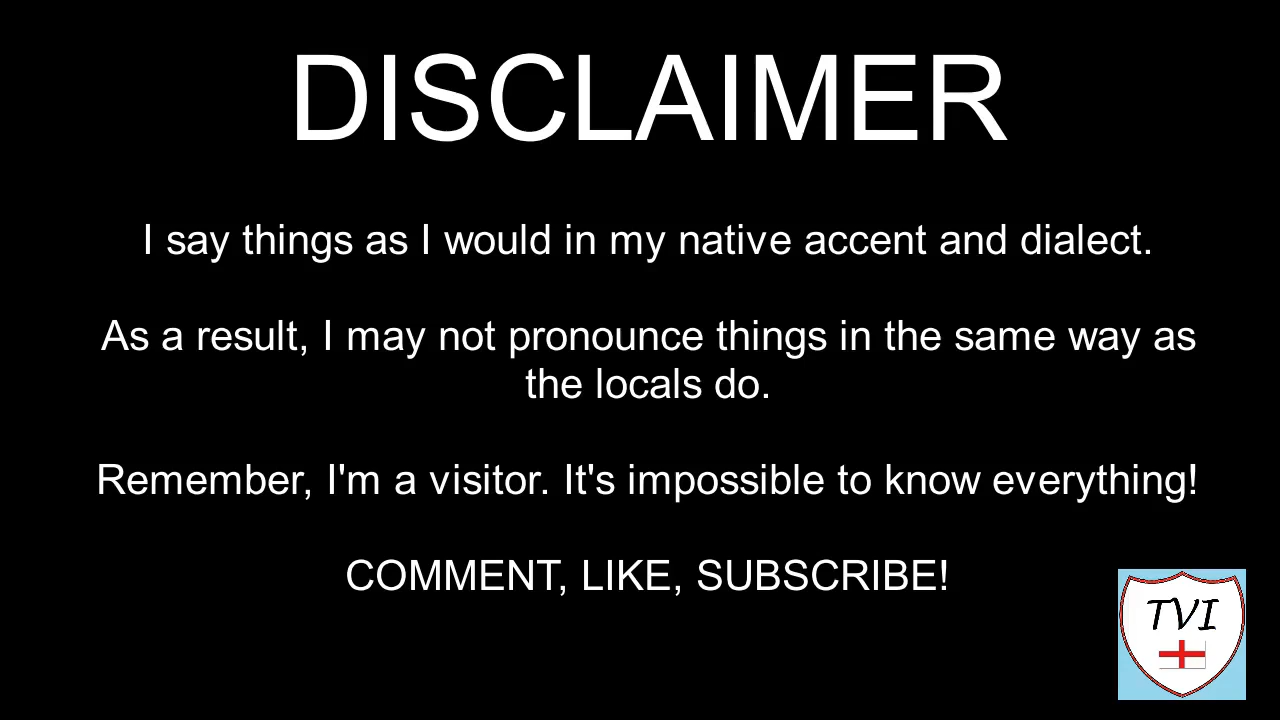 DISCLAIMER
I say things as I would in my native accent and dialect.
As a result, I may not pronounce things in the same way as
the locals do.
Remember, I'm a visitor. It's impossible to know everything!
COMMENT, LIKE, SUBSCRIBE!
TVI